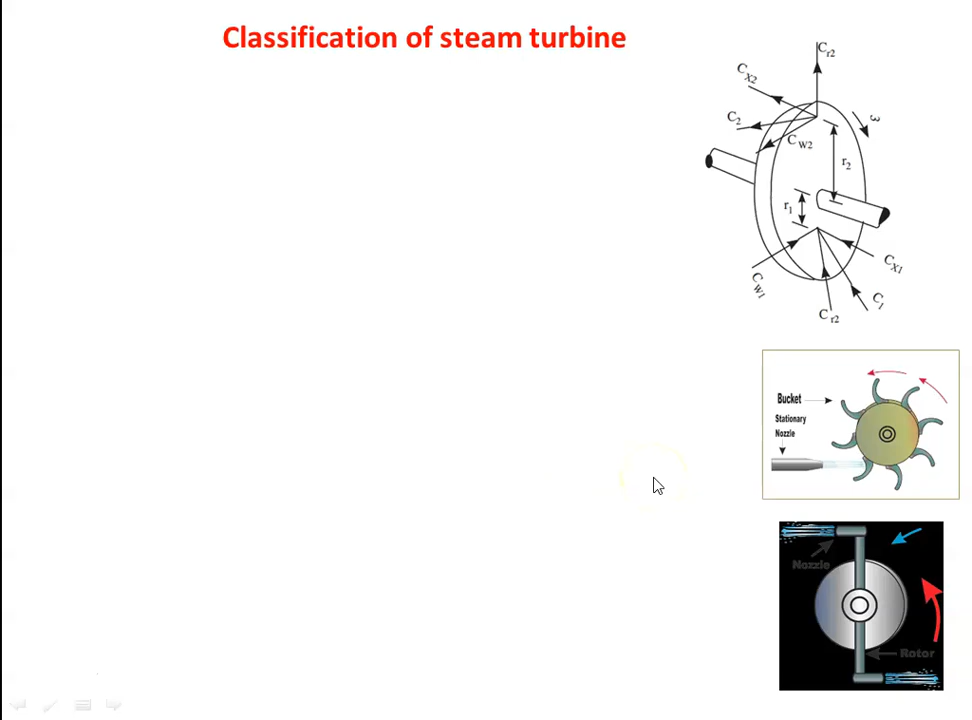 Classification of steam turbine
Cr2
CX2
C2
ω
CW2
r2
r1
CX1
CW1
C1
Cr2
Bucket
Stationary
Nozzle
Nozzle
Rotor